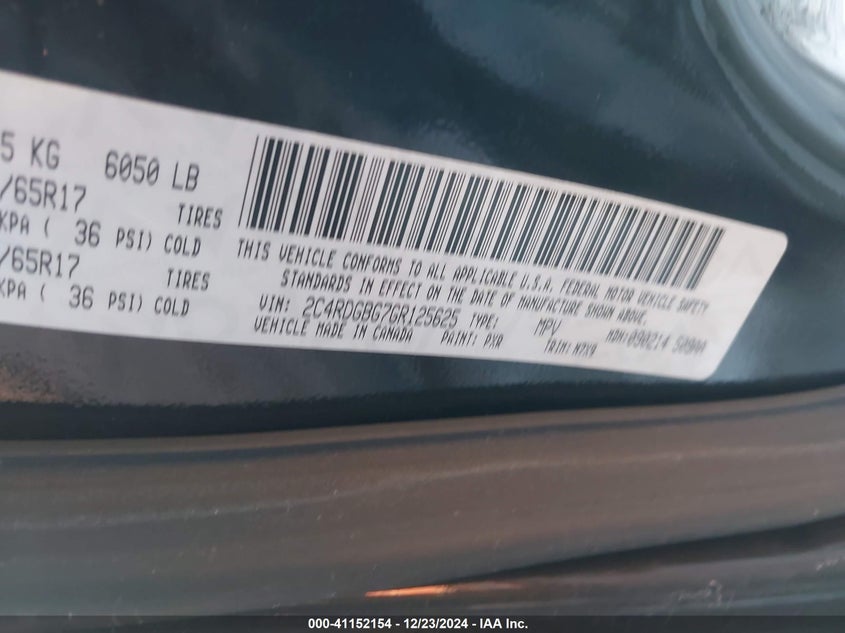 5 KG 6050 LB
/65R17 TIRES
KPA ( 36 PSI) COLD
/65R17 TIRES
KPA ( 36 PSI) COLD
THIS VEHICLE CONFORMS TO ALL APPLICABLE U.S.A. FEDERAL MOTOR VEHICLE SAFETY
STANDARDS IN EFFECT ON THE DATE OF MANUFACTURE SHOWN ABOVE.
VIN: 2C4RDGBG7GR125625 TYPE: MPV
VEHICLE MADE IN CANADA PAINT: PXR MDH:090214
000-41152154 - 12/23/2024 - IAA Inc.